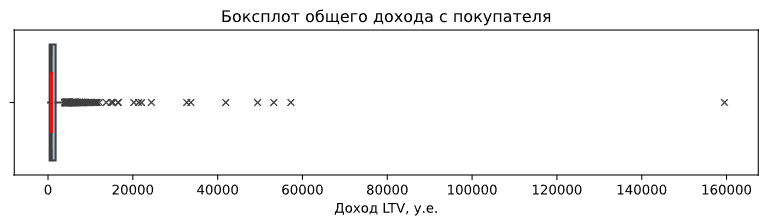 Боксплот общего дохода с покупателя
0 20000 40000 60000 80000 100000 120000 140000 160000
Доход LTV, у.е.